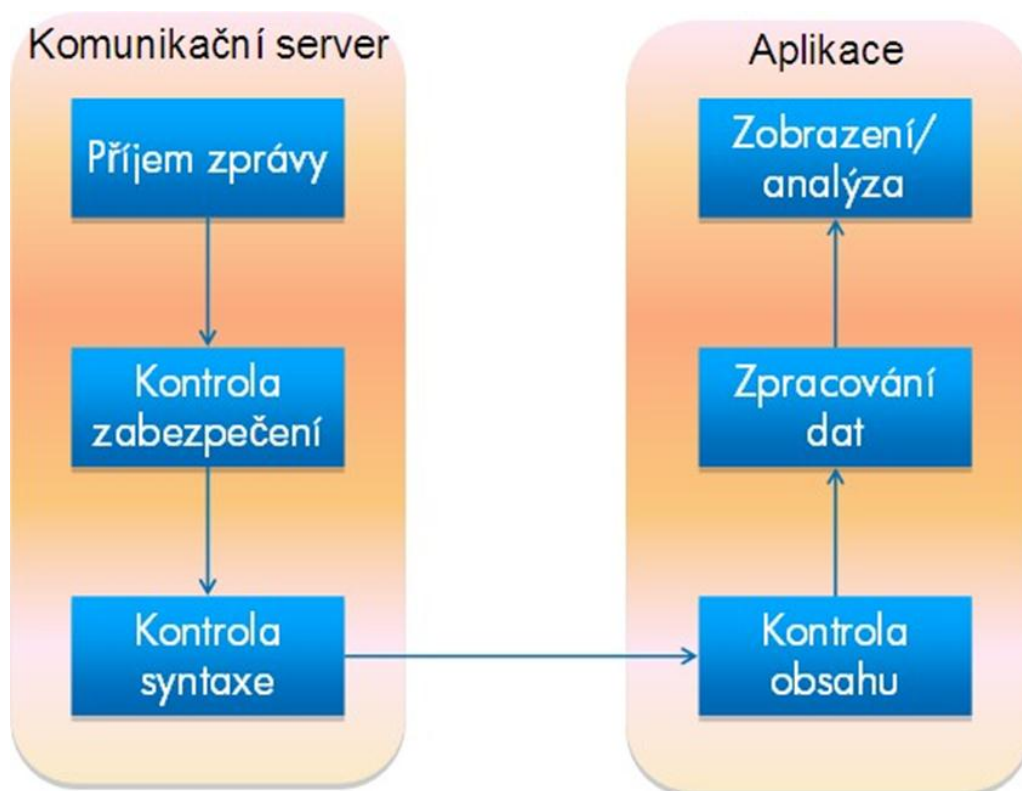 Komunikační server
Příjem zprávy
Kontrola
zabezpečení
Kontrola
syntaxe
Aplikace
Zobrazení/
analýza
Zpracování
dat
Kontrola
obsahu